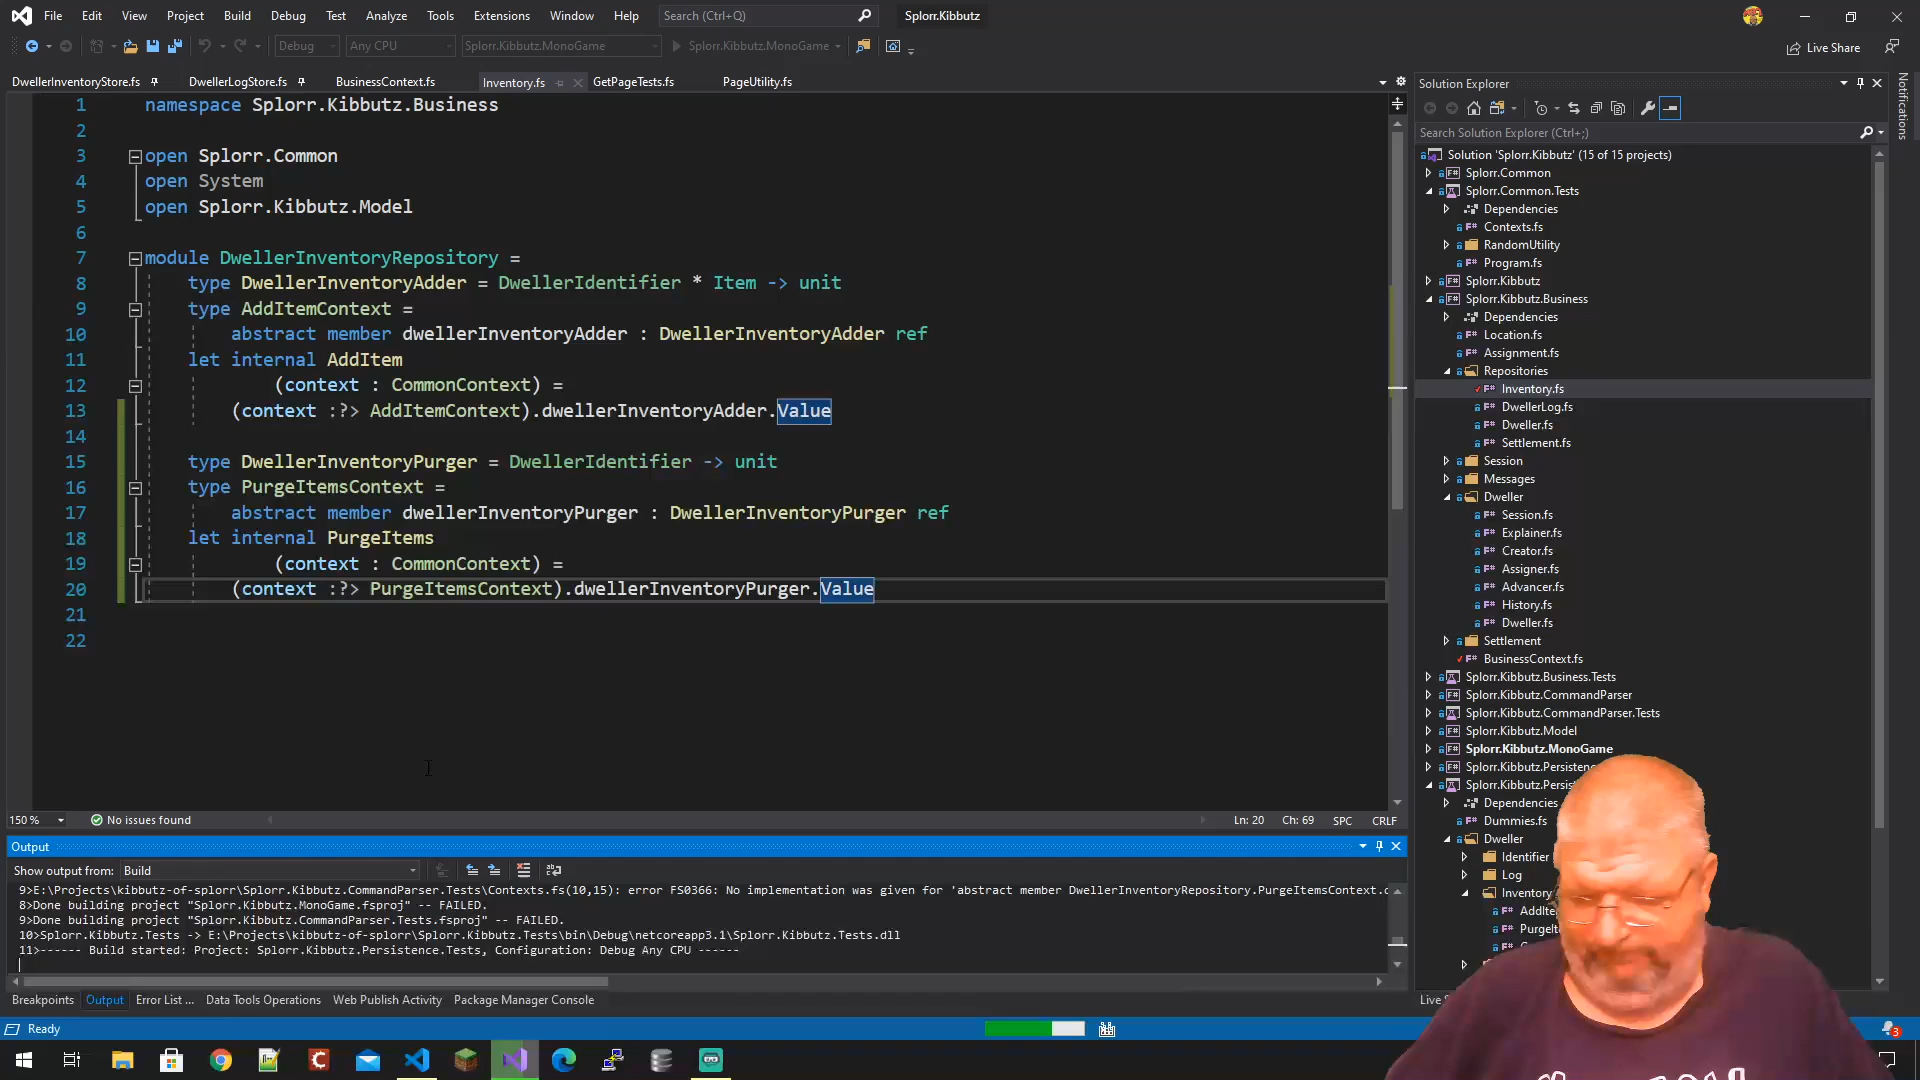 File Edit View Project Build Debug Test Analyze Tools Extensions Window Help Search (Ctrl+Q) Splorr.Kibbutz
Debug Any CPU Splorr.Kibbutz.MonoGame Splorr.Kibbutz.MonoGame Live Share
DwellerInventoryStore.fs DwellerLogStore.fs BusinessContext.fs Inventory.fs GetPageTests.fs PageUtility.fs
1 namespace Splorr.Kibbutz.Business
2
3 open Splorr.Common
4 open System
5 open Splorr.Kibbutz.Model
6
7 module DwellerInventoryRepository =
8 type DwellerInventoryAdder = DwellerIdentifier * Item -> unit
9 type AddItemContext =
10 abstract member dwellerInventoryAdder : DwellerInventoryAdder ref
11 let internal AddItem
12 (context : CommonContext) =
13 (context :?> AddItemContext).dwellerInventoryAdder.Value
14
15 type DwellerInventoryPurger = DwellerIdentifier -> unit
16 type PurgeItemsContext =
17 abstract member dwellerInventoryPurger : DwellerInventoryPurger ref
18 let internal PurgeItems
19 (context : CommonContext) =
20 (context :?> PurgeItemsContext).dwellerInventoryPurger.Value
21
22
150 % No issues found Ln: 20 Ch: 69 SPC CRLF
Output
Show output from: Build
9>E:\Projects\kibbutz-of-splorr\Splorr.Kibbutz.CommandParser.Tests\Contexts.fs(10,15): error FS0366: No implementation was given for 'abstract member DwellerInventoryRepository.PurgeItemsContext.
8>Done building project "Splorr.Kibbutz.MonoGame.fsproj" -- FAILED.
9>Done building project "Splorr.Kibbutz.CommandParser.Tests.fsproj" -- FAILED.
10>Splorr.Kibbutz.Tests -> E:\Projects\kibbutz-of-splorr\Splorr.Kibbutz.Tests\bin\Debug\netcoreapp3.1\Splorr.Kibbutz.Tests.dll
11>------ Build started: Project: Splorr.Kibbutz.Persistence.Tests, Configuration: Debug Any CPU ------
Breakpoints Output Error List ... Data Tools Operations Web Publish Activity Package Manager Console
Ready
Solution Explorer
Search Solution Explorer (Ctrl+;)
Solution 'Splorr.Kibbutz' (15 of 15 projects)
Splorr.Common
Splorr.Common.Tests
Dependencies
Contexts.fs
RandomUtility
Program.fs
Splorr.Kibbutz
Splorr.Kibbutz.Business
Dependencies
Location.fs
Assignment.fs
Repositories
Inventory.fs
DwellerLog.fs
Dweller.fs
Settlement.fs
Session
Messages
Dweller
Session.fs
Explainer.fs
Creator.fs
Assigner.fs
Advancer.fs
History.fs
Dweller.fs
Settlement
BusinessContext.fs
Splorr.Kibbutz.Business.Tests
Splorr.Kibbutz.CommandParser
Splorr.Kibbutz.CommandParser.Tests
Splorr.Kibbutz.Model
Splorr.Kibbutz.MonoGame
Splorr.Kibbutz.Persistenc
Splorr.Kibbutz.Persi
Dependencies
Dummies.fs
Dweller
Identifier
Log
Inventory
AddIte
PurgeIte
Live S
Notifications
3